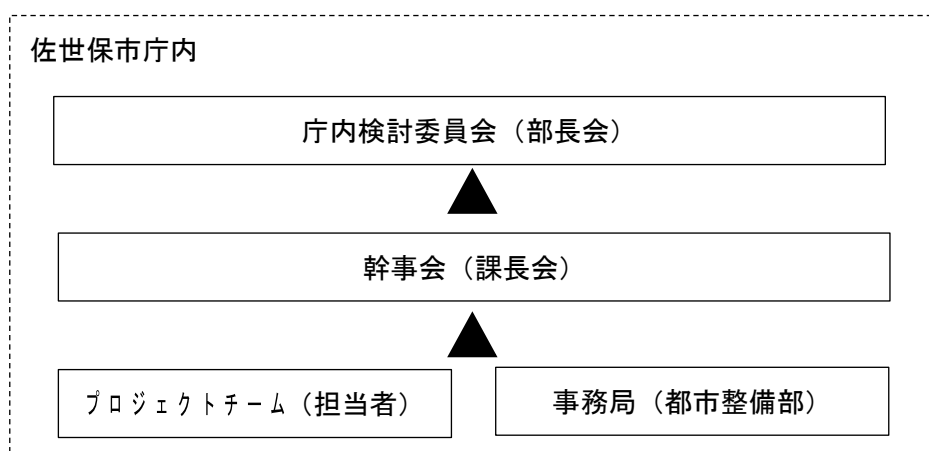 佐世保市庁内
庁内検討委員会（部長会）
幹事会（課長会）
プロジェクトチーム（担当者）
事務局（都市整備部）